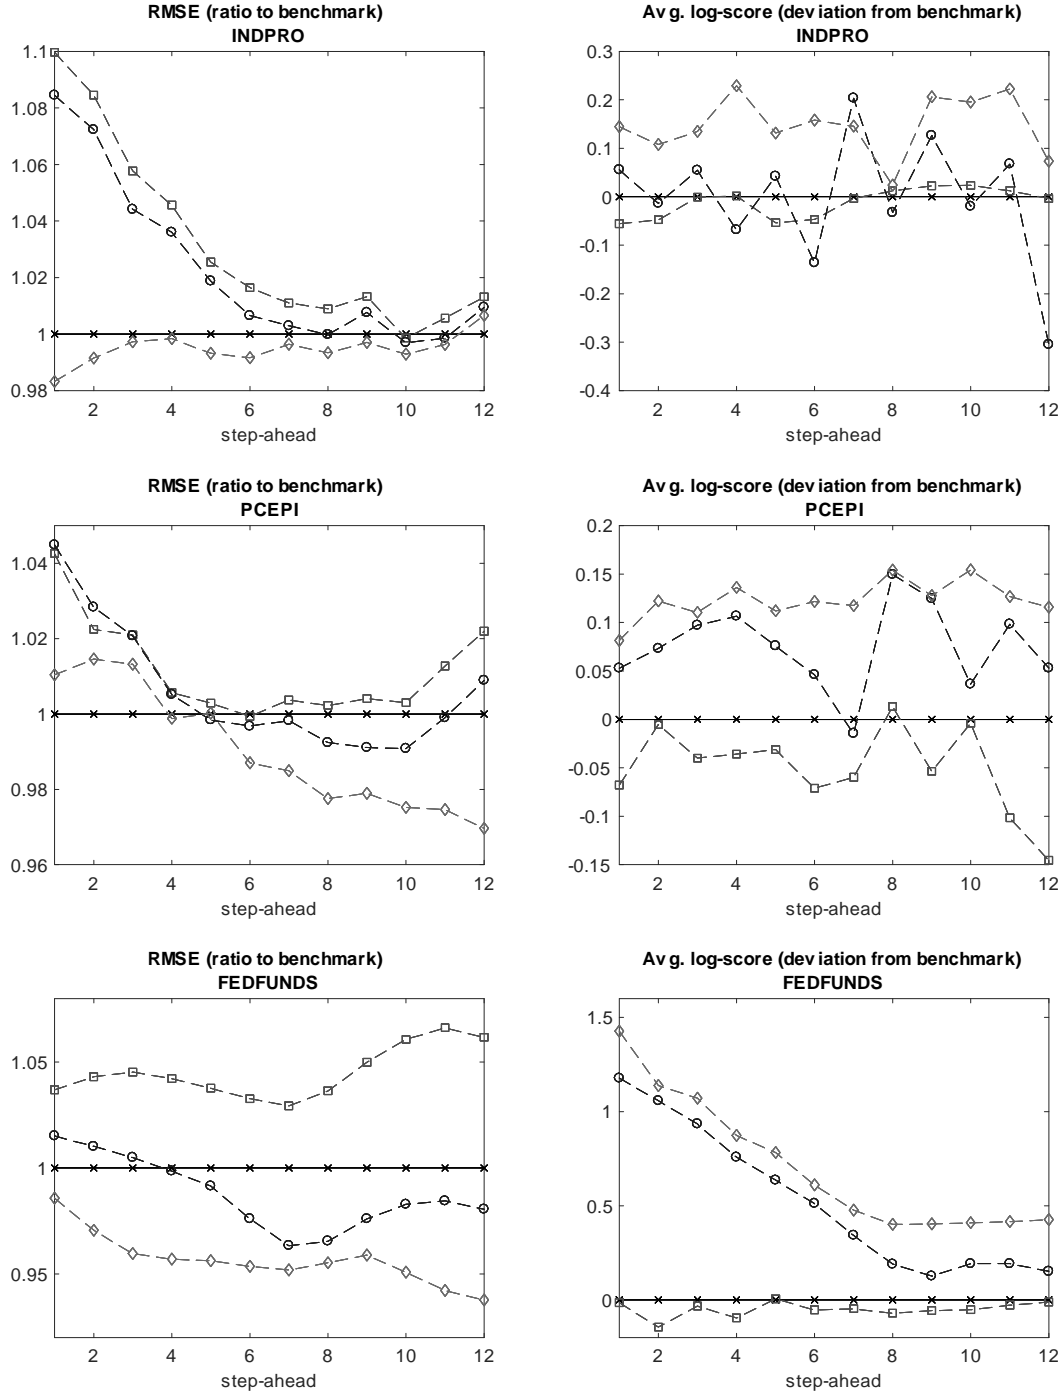 RMSE (ratio to benchmark)
INDPRO
1.1
1.08
1.06
1.04
1.02
1
0.98
2 4 6 8 10 12
step-ahead
Avg. log-score (deviation from benchmark)
INDPRO
0.3
0.2
0.1
0
-0.1
-0.2
-0.3
-0.4
2 4 6 8 10 12
step-ahead
RMSE (ratio to benchmark)
PCEPI
1.04
1.02
1
0.98
0.96
2 4 6 8 10 12
step-ahead
Avg. log-score (deviation from benchmark)
PCEPI
0.2
0.15
0.1
0.05
0
-0.05
-0.1
-0.15
2 4 6 8 10 12
step-ahead
RMSE (ratio to benchmark)
FEDFUNDS
1.05
1
0.95
2 4 6 8 10 12
step-ahead
Avg. log-score (deviation from benchmark)
FEDFUNDS
1.5
1
0.5
0
2 4 6 8 10 12
step-ahead